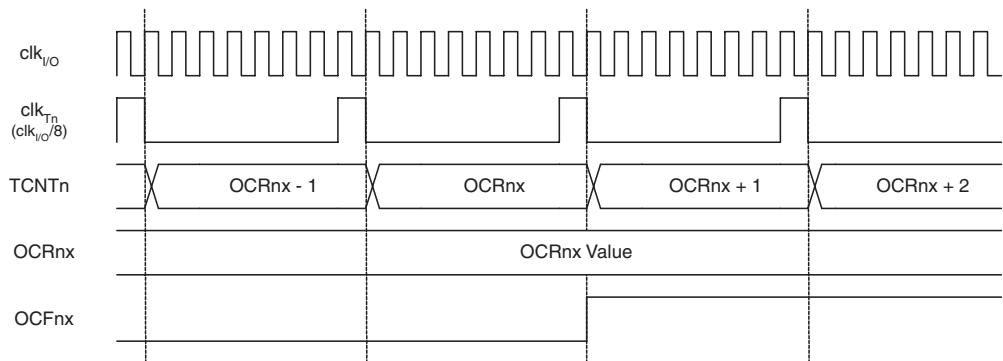 clkI/O
clkTn
(clkI/O/8)
TCNTn OCRnx - 1 OCRnx OCRnx + 1 OCRnx + 2
OCRnx OCRnx Value
OCFnx